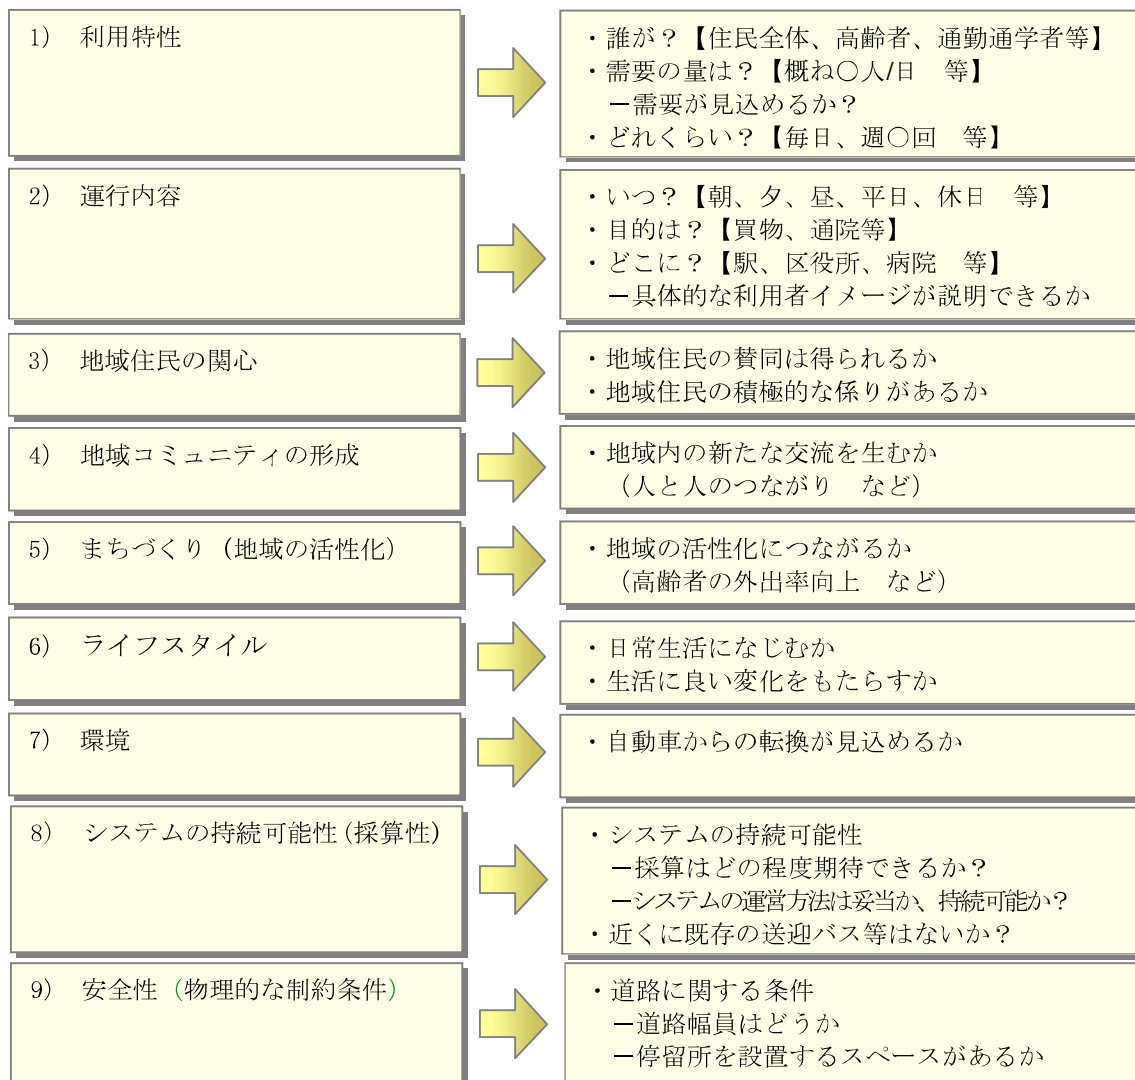 1) 利用特性
・誰が？【住民全体、高齢者、通勤通学者等】
・需要の量は？【概ね○人/日　等】
－需要が見込めるか？
・どれくらい？【毎日、週○回　等】
2) 運行内容
・いつ？【朝、夕、昼、平日、休日　等】
・目的は？【買物、通院等】
・どこに？【駅、区役所、病院　等】
－具体的な利用者イメージが説明できるか
3) 地域住民の関心
・地域住民の賛同は得られるか
・地域住民の積極的な係りがあるか
4) 地域コミュニティの形成
・地域内の新たな交流を生むか
（人と人のつながり　など）
5) まちづくり（地域の活性化）
・地域の活性化につながるか
（高齢者の外出率向上　など）
6) ライフスタイル
・日常生活になじむか
・生活に良い変化をもたらすか
7) 環境
・自動車からの転換が見込めるか
8) システムの持続可能性(採算性)
・システムの持続可能性
－採算はどの程度期待できるか？
－システムの運営方法は妥当か、持続可能か？
・近くに既存の送迎バス等はないか？
9) 安全性（物理的な制約条件）
・道路に関する条件
－道路幅員はどうか
－停留所を設置するスペースがあるか